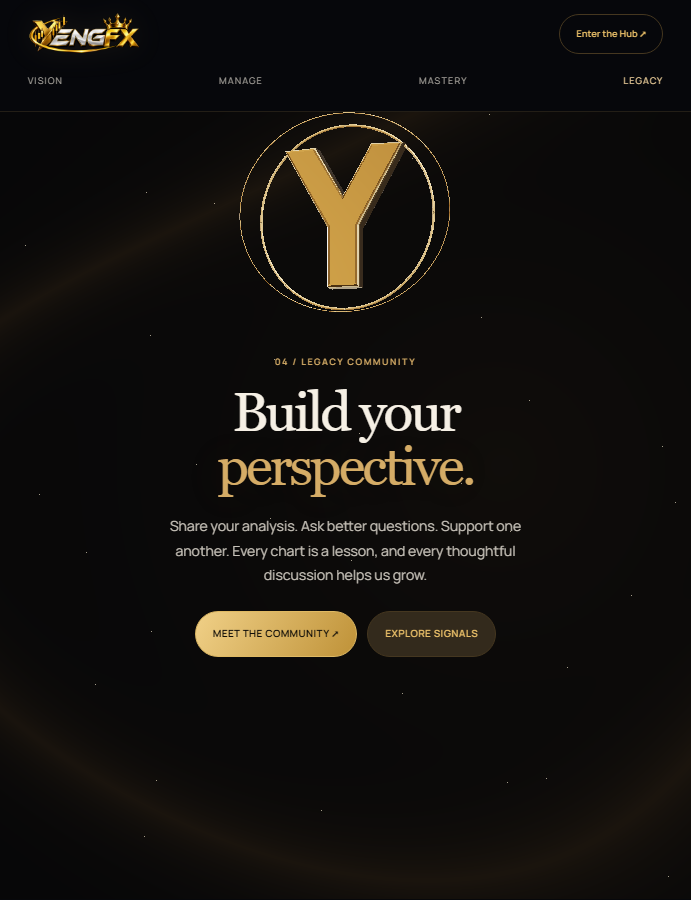 YENGFX
Enter the Hub ↗
VISION
MANAGE
MASTERY
LEGACY
Y
04 / LEGACY COMMUNITY
Build your
perspective.
Share your analysis. Ask better questions. Support one
another. Every chart is a lesson, and every thoughtful
discussion helps us grow.
MEET THE COMMUNITY ↗
EXPLORE SIGNALS